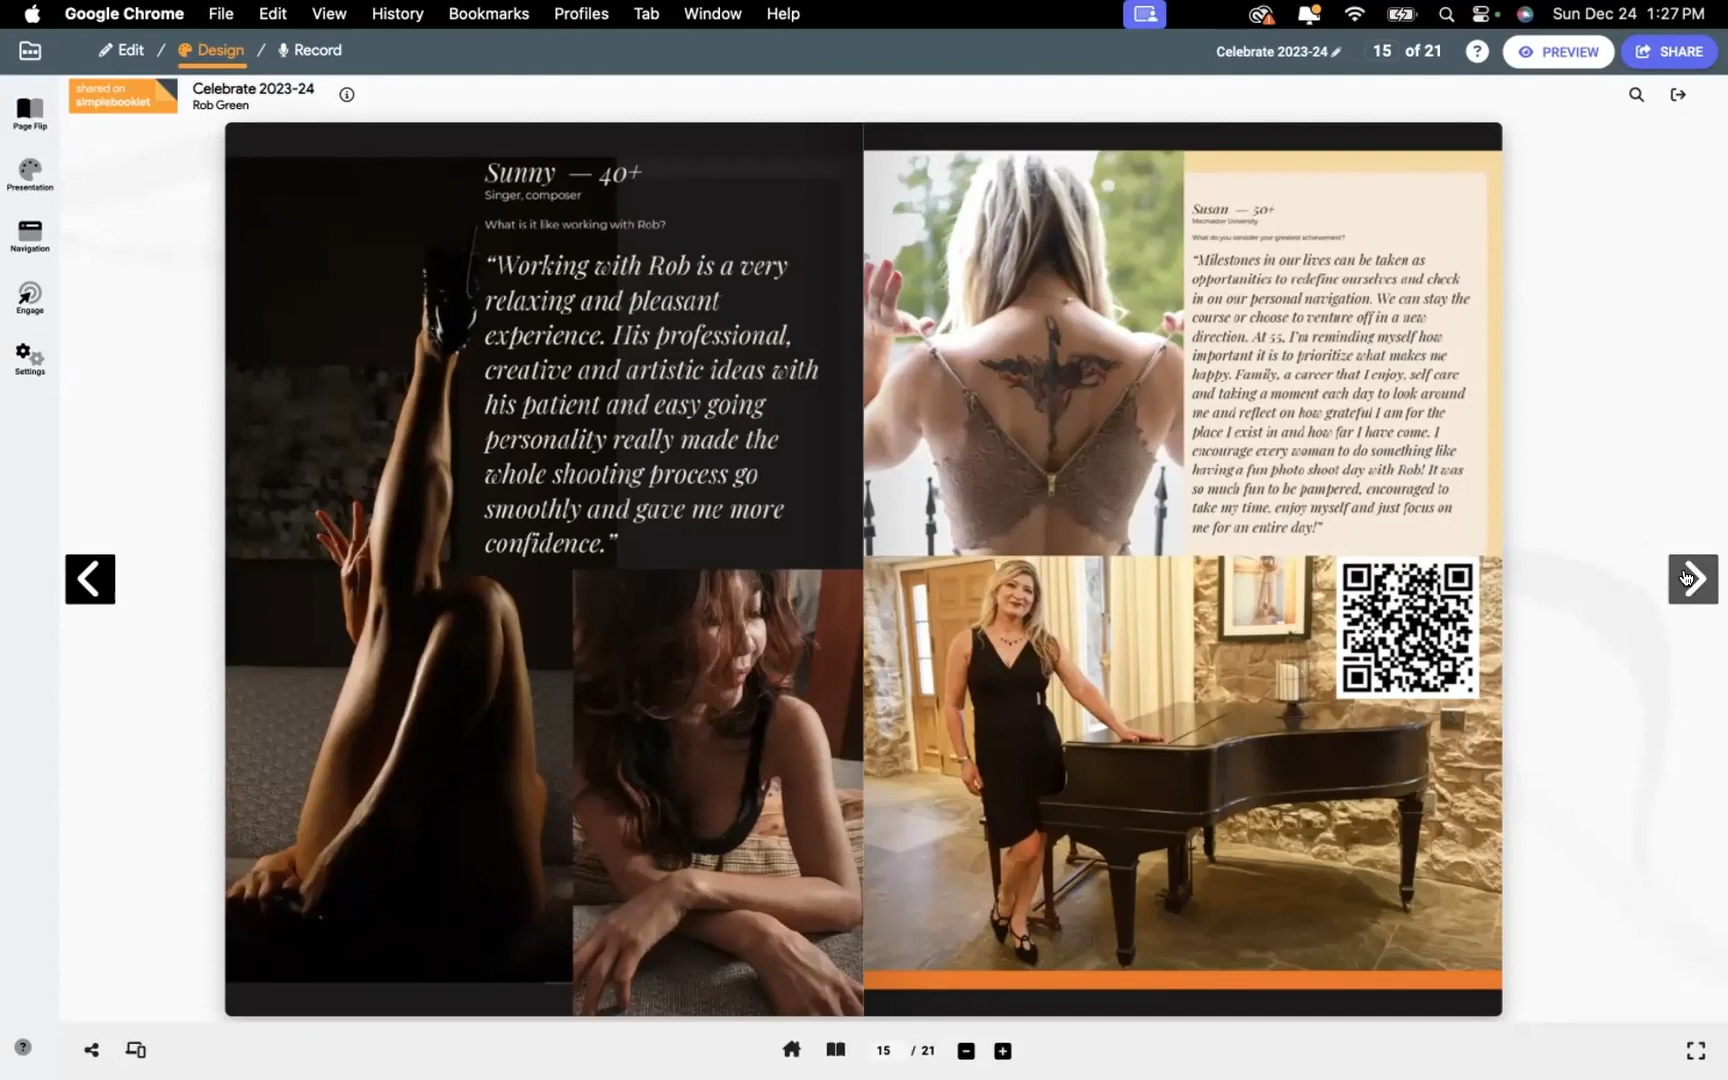 Google Chrome File Edit View History Bookmarks Profiles Tab Window Help Sun Dec 24 1:27 PM
Edit / Design / Record Celebrate 2023-24 15 of 21 ? PREVIEW SHARE
shared on
simplebooklet
Celebrate 2023-24
Rob Green
Page Flip
Presentation
Navigation
Engage
Settings
Sunny — 40+
Singer, composer
What is it like working with Rob?
“Working with Rob is a very
relaxing and pleasant
experience. His professional,
creative and artistic ideas with
his patient and easy going
personality really made the
whole shooting process go
smoothly and gave me more
confidence.”
Susan — 50+
Macmaster University
What do you consider your greatest achievement?
“Milestones in our lives can be taken as
opportunities to redefine ourselves and check
in on our personal navigation. We can stay the
course or choose to venture off in a new
direction. At 55, I’m reminding myself how
important it is to prioritize what makes me
happy. Family, a career that I enjoy, self care
and taking a moment each day to look around
me and reflect on how grateful I am for the
place I exist in and how far I have come. I
encourage every woman to do something like
having a fun photo shoot day with Rob! It was
so much fun to be pampered, encouraged to
take my time, enjoy myself and just focus on
me for an entire day!”
? 15 / 21